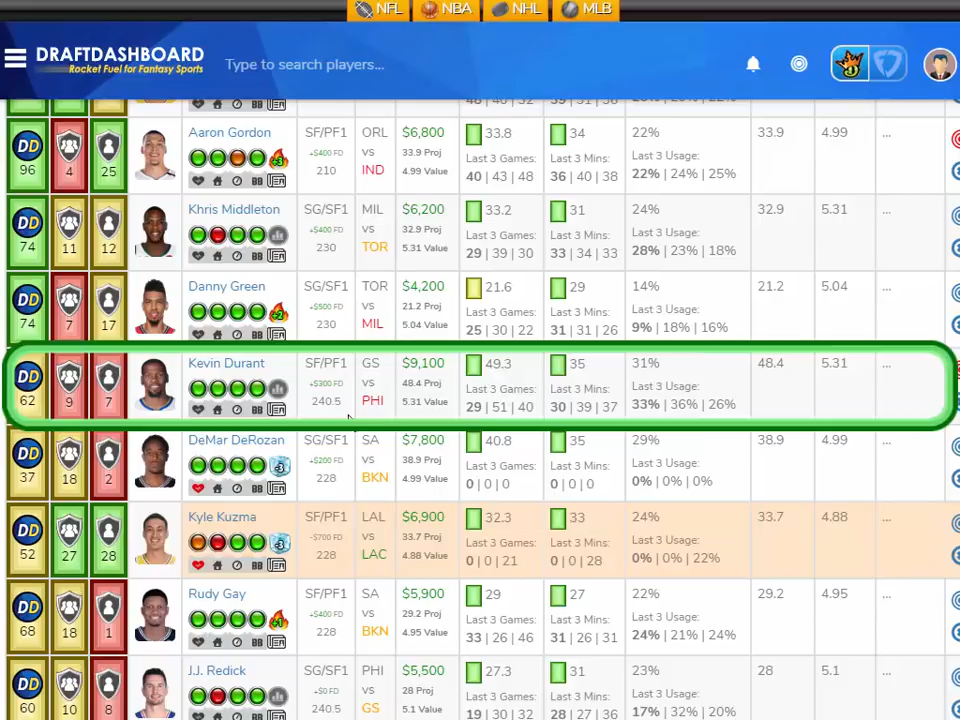 NFL NBA NHL MLB
DRAFTDASHBOARD
Rocket Fuel for Fantasy Sports
Type to search players...
48 | 40 | 32 39 | 31 | 36
BB
DD 96 4 25 Aaron Gordon SF/PF1 ORL $6,800 33.8 34 22% 33.9 4.99 ...
+$400 FD VS 33.9 Proj Last 3 Games: Last 3 Mins: Last 3 Usage:
210 IND 4.99 Value 40 | 43 | 48 36 | 40 | 38 22% | 24% | 25%
BB
DD 74 11 12 Khris Middleton SG/SF1 MIL $6,200 33.2 31 24% 32.9 5.31 ...
+$400 FD VS 32.9 Proj Last 3 Games: Last 3 Mins: Last 3 Usage:
230 TOR 5.31 Value 29 | 39 | 30 33 | 34 | 33 28% | 23% | 18%
BB
DD 74 7 17 Danny Green SG/SF1 TOR $4,200 21.6 29 14% 21.2 5.04 ...
+$500 FD VS 21.2 Proj Last 3 Games: Last 3 Mins: Last 3 Usage:
230 MIL 5.04 Value 25 | 30 | 22 31 | 31 | 26 9% | 18% | 16%
BB
DD 62 9 7 Kevin Durant SF/PF1 GS $9,100 49.3 35 31% 48.4 5.31 ...
+$300 FD VS 48.4 Proj Last 3 Games: Last 3 Mins: Last 3 Usage:
240.5 PHI 5.31 Value 29 | 51 | 40 30 | 39 | 37 33% | 36% | 26%
BB
DD 37 18 2 DeMar DeRozan SG/SF1 SA $7,800 40.8 35 29% 38.9 4.99 ...
+$200 FD VS 38.9 Proj Last 3 Games: Last 3 Mins: Last 3 Usage:
228 BKN 4.99 Value 0 | 0 | 0 0 | 0 | 0 0% | 0% | 0%
BB
DD 52 27 28 Kyle Kuzma SF/PF1 LAL $6,900 32.3 33 24% 33.7 4.88 ...
-$700 FD VS 33.7 Proj Last 3 Games: Last 3 Mins: Last 3 Usage:
228 LAC 4.88 Value 0 | 0 | 21 0 | 0 | 28 0% | 0% | 22%
BB
DD 68 18 1 Rudy Gay SF/PF1 SA $5,900 29 27 22% 29.2 4.95 ...
+$400 FD VS 29.2 Proj Last 3 Games: Last 3 Mins: Last 3 Usage:
228 BKN 4.95 Value 33 | 26 | 46 31 | 26 | 31 24% | 21% | 24%
BB
DD 60 10 8 J.J. Redick SG/SF1 PHI $5,500 27.3 31 23% 28 5.1 ...
+$0 FD VS 28 Proj Last 3 Games: Last 3 Mins: Last 3 Usage:
240.5 GS 5.1 Value 19 | 30 | 32 28 | 27 | 36 17% | 32% | 20%
BB